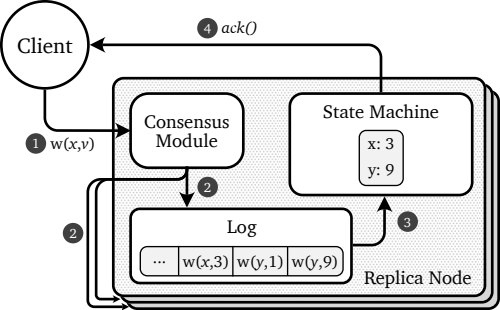 4 ack()
Client
State Machine
Consensus
Module
x: 3
y: 9
1 w(x,v)
2
2
3
Log
... w(x,3) w(y,1) w(y,9)
Replica Node